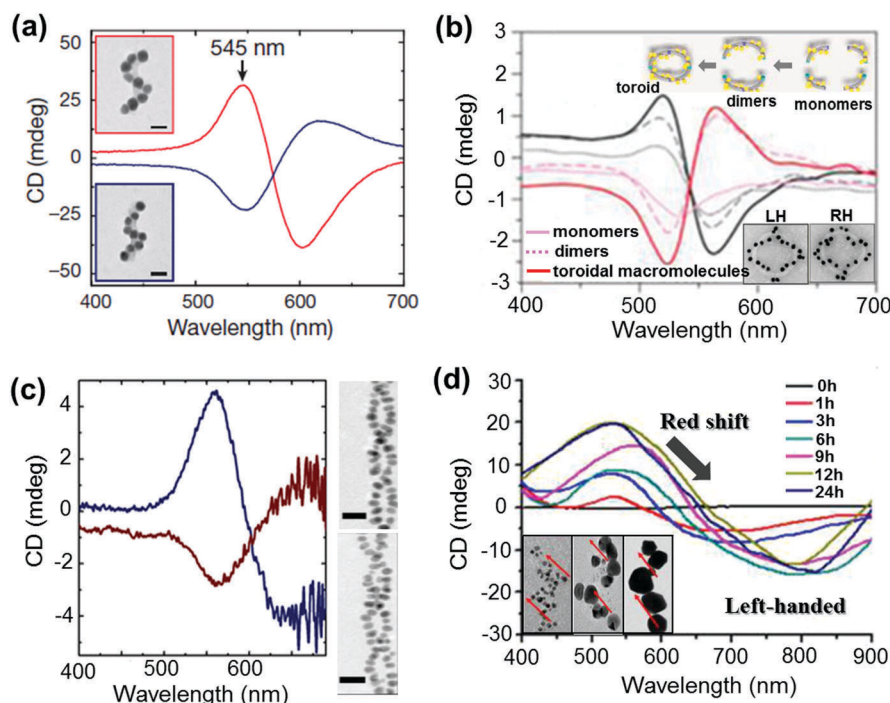 (a)
545 nm
50
25
0
−25
−50
CD (mdeg)
400
500
600
700
Wavelength (nm)
(b)
3
2
1
0
-1
-2
-3
CD (mdeg)
toroid
dimers
monomers
monomers
dimers
toroidal macromolecules
LH
RH
400
500
600
700
Wavelength (nm)
(c)
4
2
0
-2
-4
CD (mdeg)
400
500
600
Wavelength (nm)
(d)
30
20
10
0
-10
-20
-30
CD (mdeg)
Red shift
0h
1h
3h
6h
9h
12h
24h
Left-handed
400
500
600
700
800
900
Wavelength (nm)